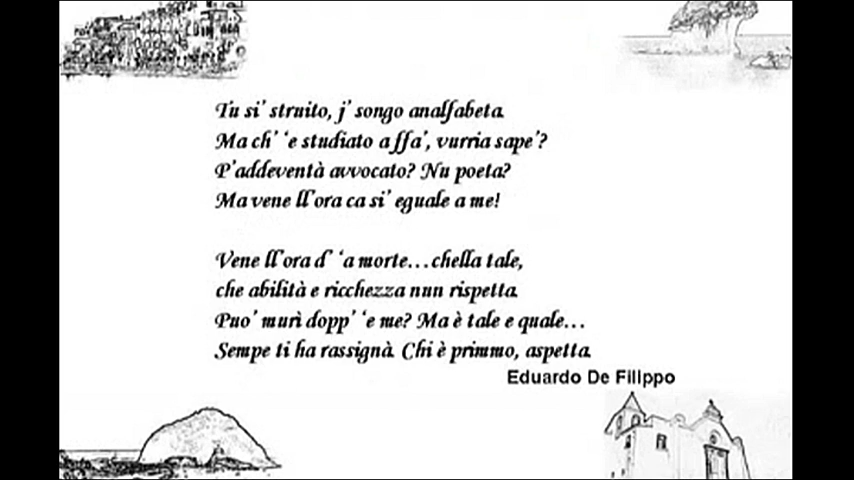 Tu si' struito, j' songo analfabeta.
Ma ch' 'e studiato a ffa', vurria sape'?
P'addeventà avvocato? Nu poeta?
Ma vene ll'ora ca si' eguale a me!
Vene ll'ora d' 'a morte...chella tale,
che abilità e ricchezza nun rispetta.
Puo' murì dopp' 'e me? Ma è tale e quale...
Sempe ti ha rassignà. Chi è primmo, aspetta.
Eduardo De Filippo